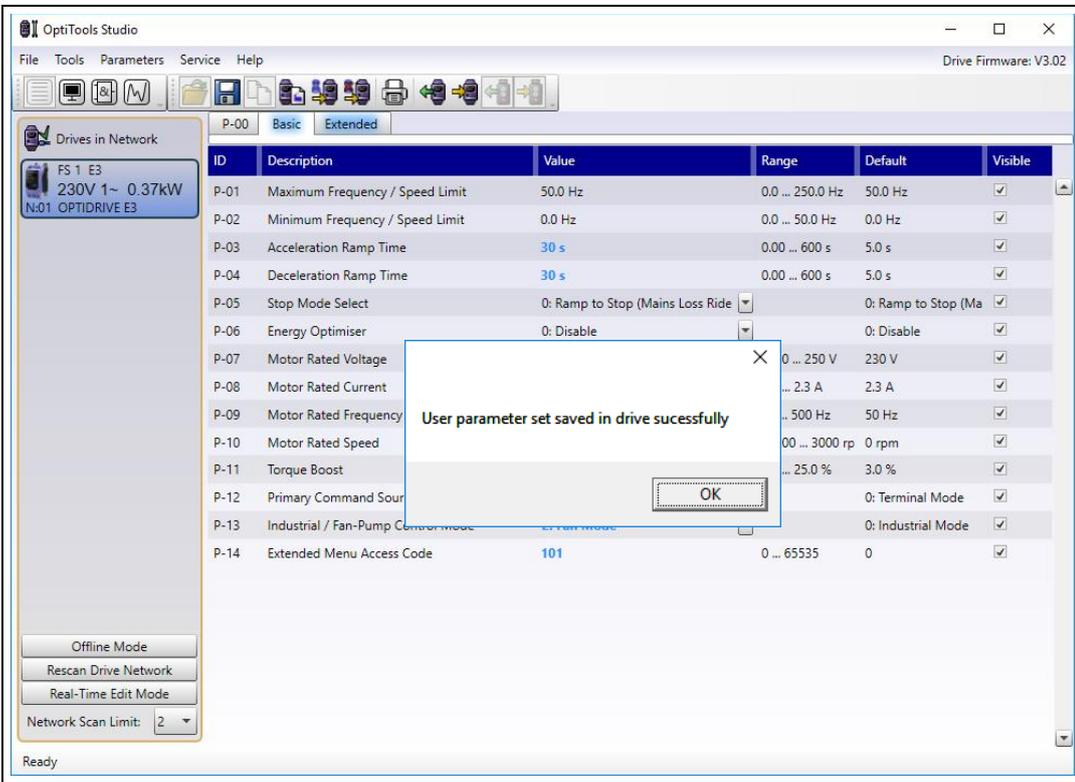 OptiTools Studio
File Tools Parameters Service Help Drive Firmware: V3.02
Drives in Network
FS 1 E3
230V 1~ 0.37kW
N:01 OPTIDRIVE E3
P-00 Basic Extended
ID Description Value Range Default Visible
P-01 Maximum Frequency / Speed Limit 50.0 Hz 0.0 ... 250.0 Hz 50.0 Hz
P-02 Minimum Frequency / Speed Limit 0.0 Hz 0.0 ... 50.0 Hz 0.0 Hz
P-03 Acceleration Ramp Time 30 s 0.00 ... 600 s 5.0 s
P-04 Deceleration Ramp Time 30 s 0.00 ... 600 s 5.0 s
P-05 Stop Mode Select 0: Ramp to Stop (Mains Loss Ride 0: Ramp to Stop (Ma
P-06 Energy Optimiser 0: Disable 0: Disable
P-07 Motor Rated Voltage 0 ... 250 V 230 V
P-08 Motor Rated Current ... 2.3 A 2.3 A
P-09 Motor Rated Frequency . 500 Hz 50 Hz
P-10 Motor Rated Speed 00 ... 3000 rp 0 rpm
P-11 Torque Boost ... 25.0 % 3.0 %
P-12 Primary Command Sour 0: Terminal Mode
P-13 Industrial / Fan-Pump Control Mode 2: Fan Mode 0: Industrial Mode
P-14 Extended Menu Access Code 101 0 ... 65535 0
User parameter set saved in drive sucessfully
OK
Offline Mode
Rescan Drive Network
Real-Time Edit Mode
Network Scan Limit: 2
Ready